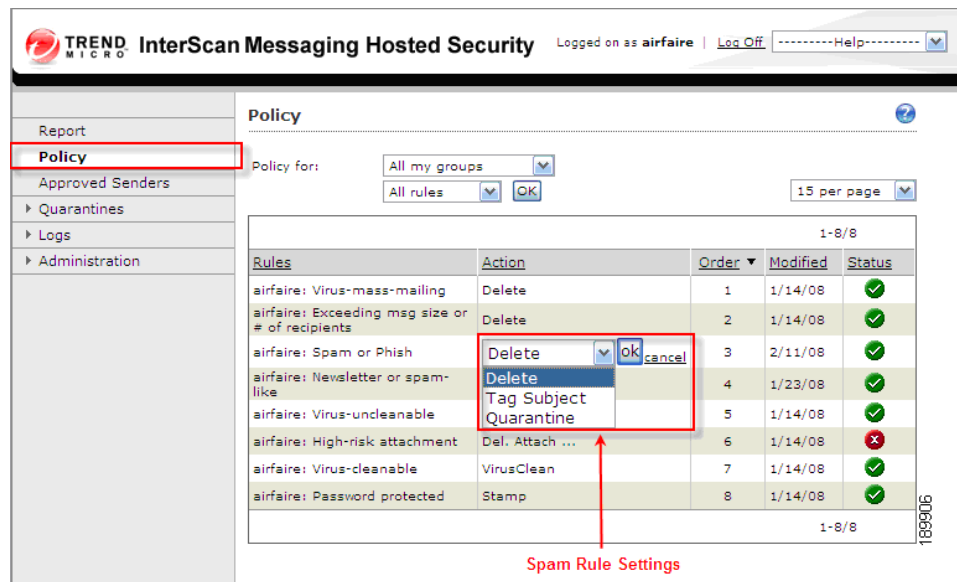 TREND MICRO InterScan Messaging Hosted Security Logged on as airfaire | Log Off ---------Help---------
Policy
Report
Policy
Approved Senders
Quarantines
Logs
Administration
Policy for: All my groups
All rules OK 15 per page
1-8/8
Rules Action Order Modified Status
airfaire: Virus-mass-mailing Delete 1 1/14/08
airfaire: Exceeding msg size or
# of recipients Delete 2 1/14/08
airfaire: Spam or Phish Delete ok cancel 3 2/11/08
airfaire: Newsletter or spam-
like Delete 4 1/23/08
Tag Subject
airfaire: Virus-uncleanable Quarantine 5 1/14/08
airfaire: High-risk attachment Del. Attach ... 6 1/14/08
airfaire: Virus-cleanable VirusClean 7 1/14/08
airfaire: Password protected Stamp 8 1/14/08
1-8/8
189906
Spam Rule Settings